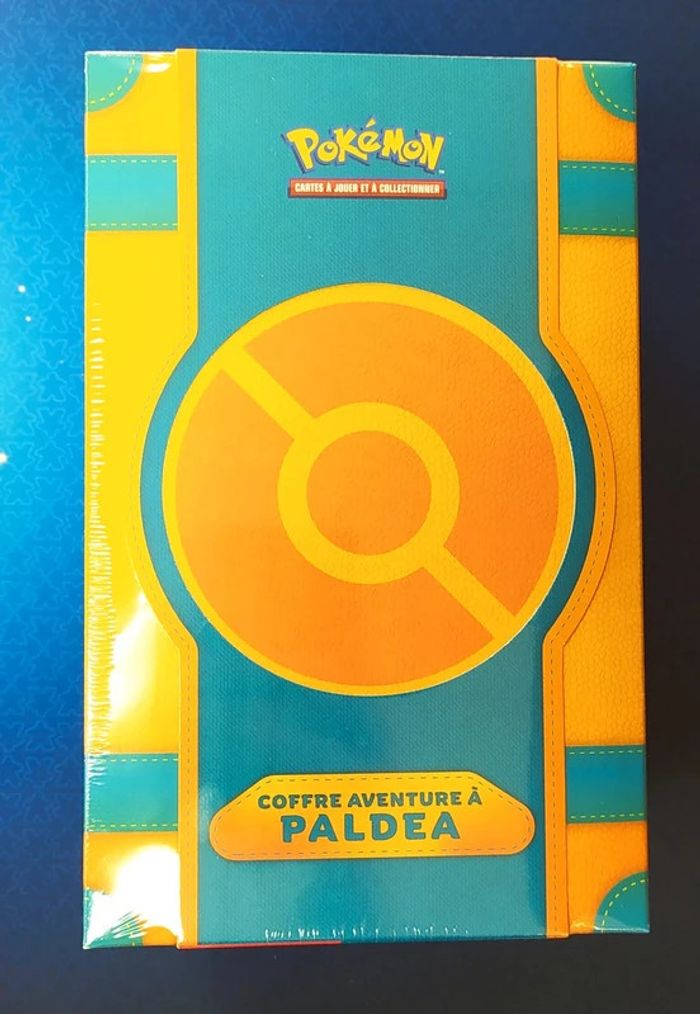 POKÉMON
CARTES À JOUER ET À COLLECTIONNER
COFFRE AVENTURE À
PALDEA